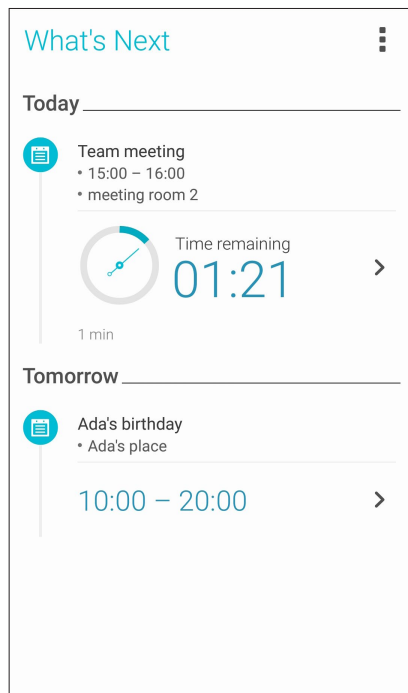 What's Next
Today
Team meeting
• 15:00 – 16:00
• meeting room 2
Time remaining
01:21
1 min
Tomorrow
Ada's birthday
• Ada's place
10:00 – 20:00